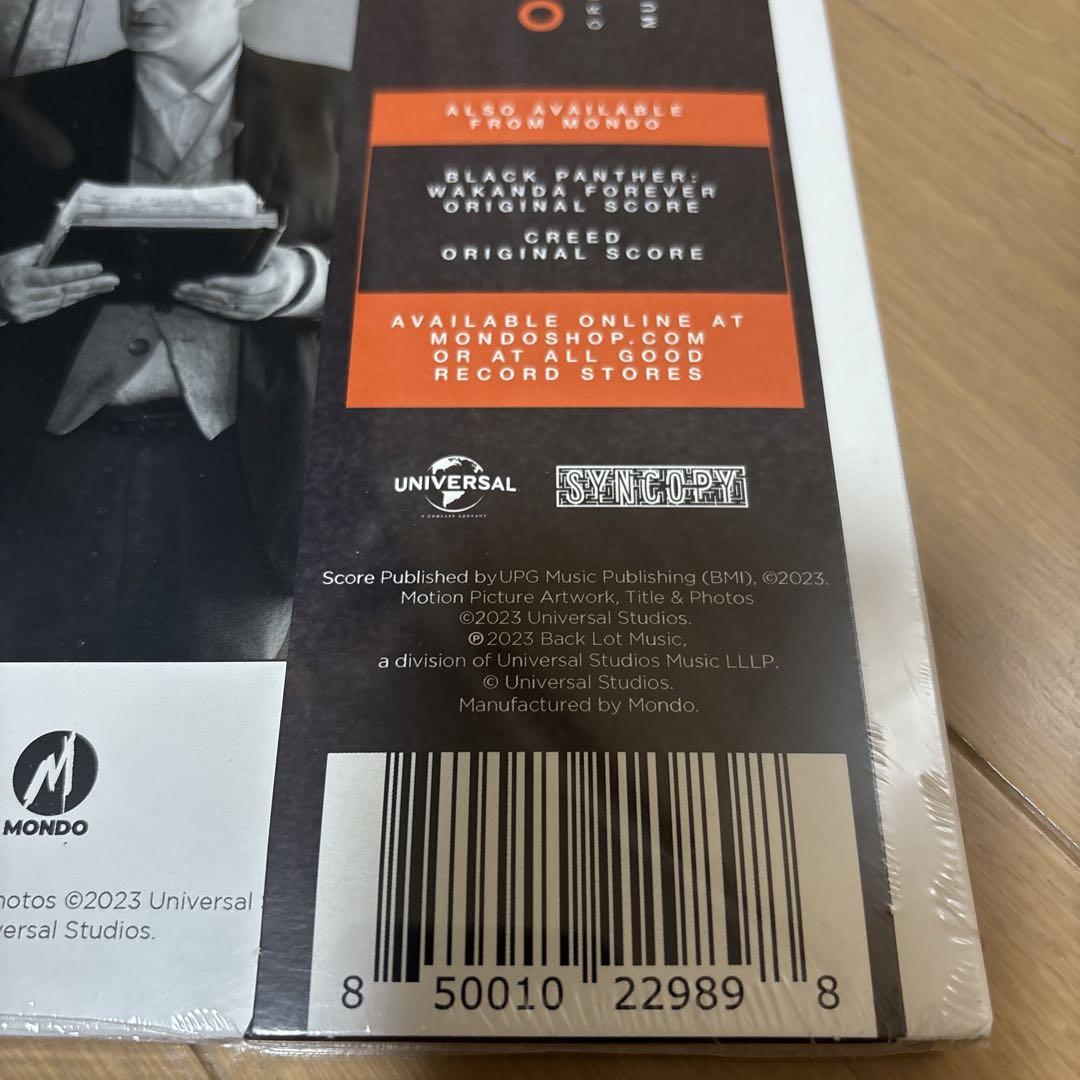 ALSO AVAILABLE
FROM MONDO
BLACK PANTHER:
WAKANDA FOREVER
ORIGINAL SCORE
CREED
ORIGINAL SCORE
AVAILABLE ONLINE AT
MONDOSHOP.COM
OR AT ALL GOOD
RECORD STORES
UNIVERSAL
A COMCAST COMPANY
SYNCOPY
Score Published by UPG Music Publishing (BMI), ©2023.
Motion Picture Artwork, Title & Photos
©2023 Universal Studios.
℗2023 Back Lot Music,
a division of Universal Studios Music LLLP.
© Universal Studios.
Manufactured by Mondo.
8 50010 22989 8
M
MONDO
hotos ©2023 Universal
versal Studios.